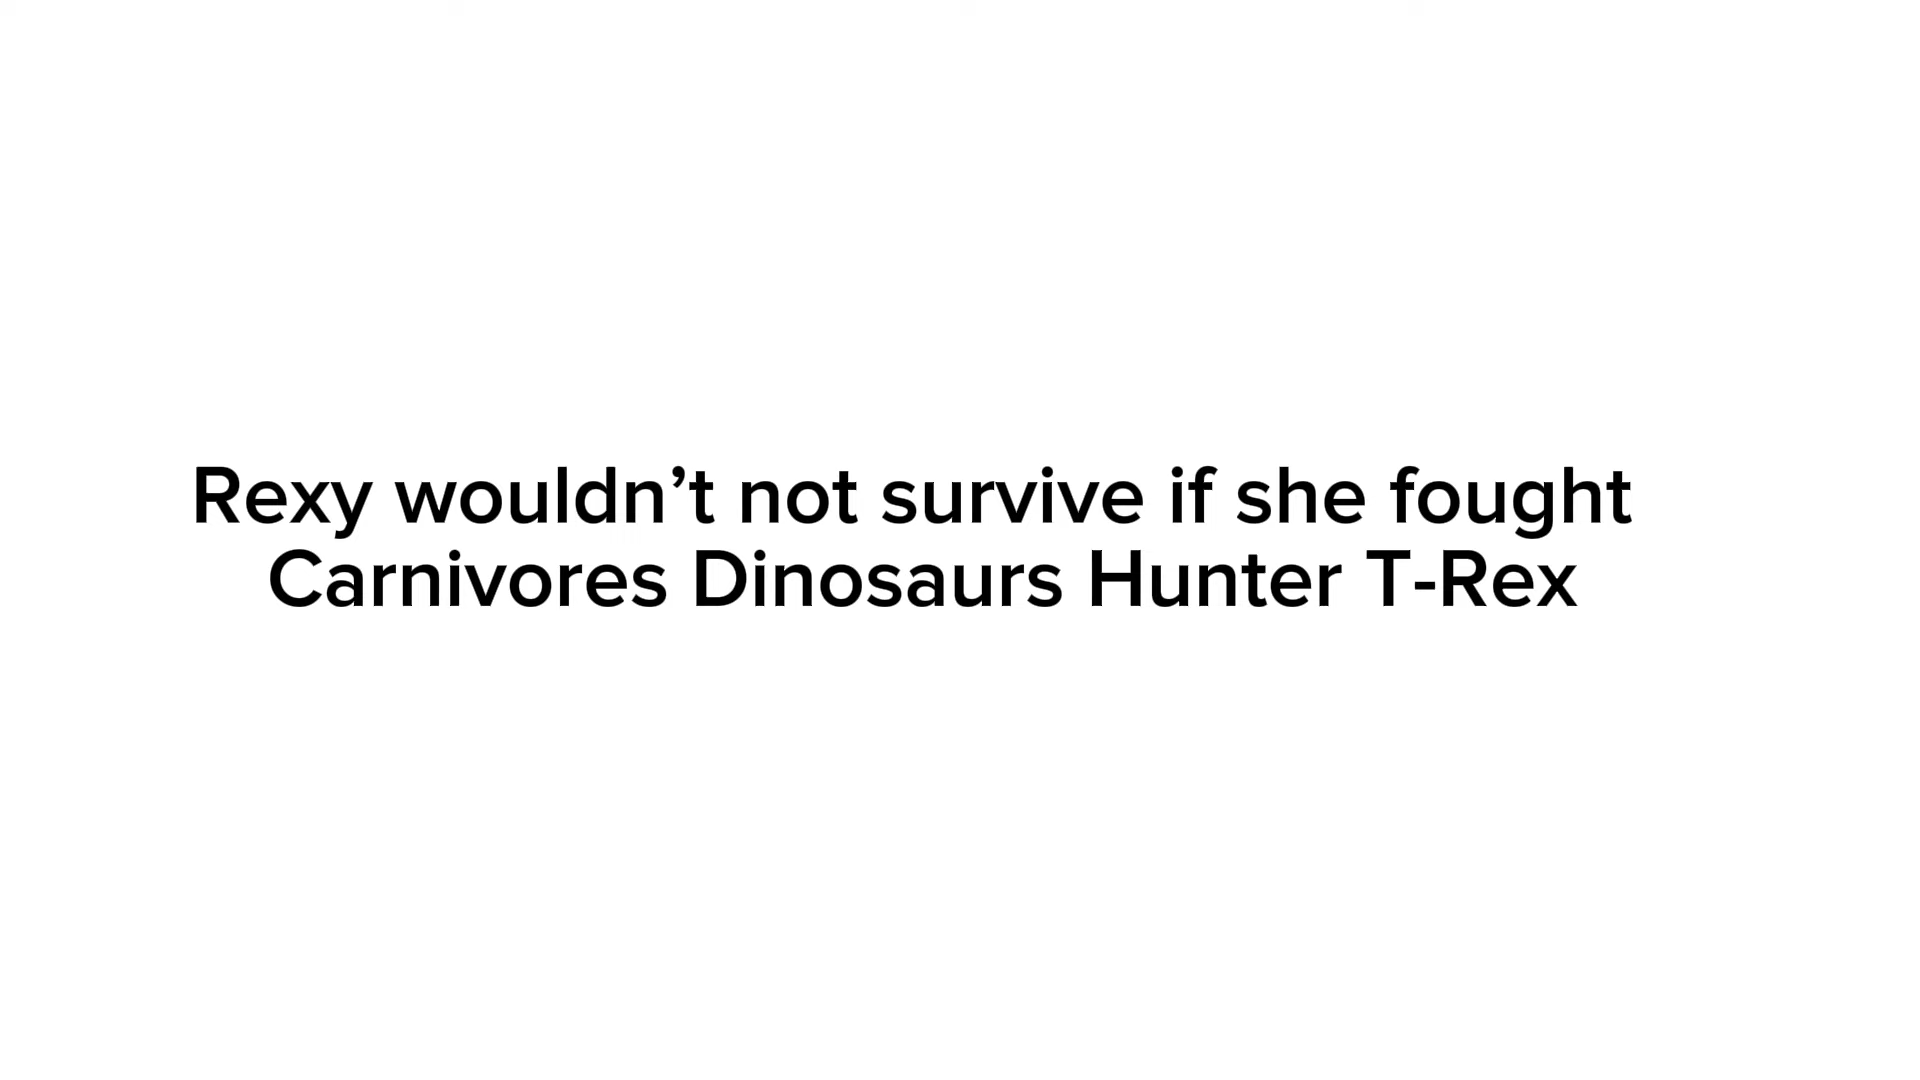 Rexy wouldn’t not survive if she fought
Carnivores Dinosaurs Hunter T-Rex